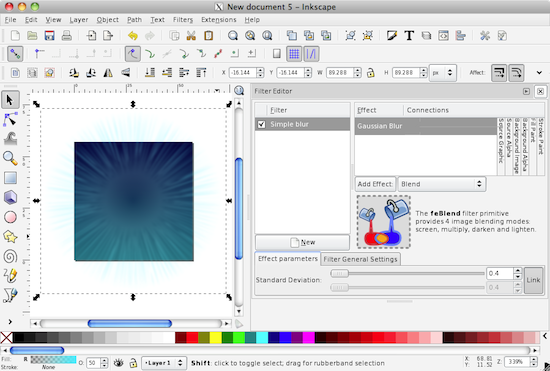 New document 5 – Inkscape
File Edit View Layer Object Path Text Filters Extensions Help
X -16.144 Y -16.144 W 89.288 H 89.288 px Affect:
Filter Editor
Filter
Effect Connections
Simple blur
Gaussian Blur
Stroke Paint
Fill Paint
Background Alpha
Background Image
Source Alpha
Source Graphic
Add Effect: Blend
The feBlend filter primitive
provides 4 image blending modes:
screen, multiply, darken and lighten.
New
Effect parameters Filter General Settings
Standard Deviation: 0.4
0.4
Link
Fill: R
Stroke: None
O: 50
Layer1
Shift: click to toggle select; drag for rubberband selection
X: 68.81
Y: 11.52
Z: 339%